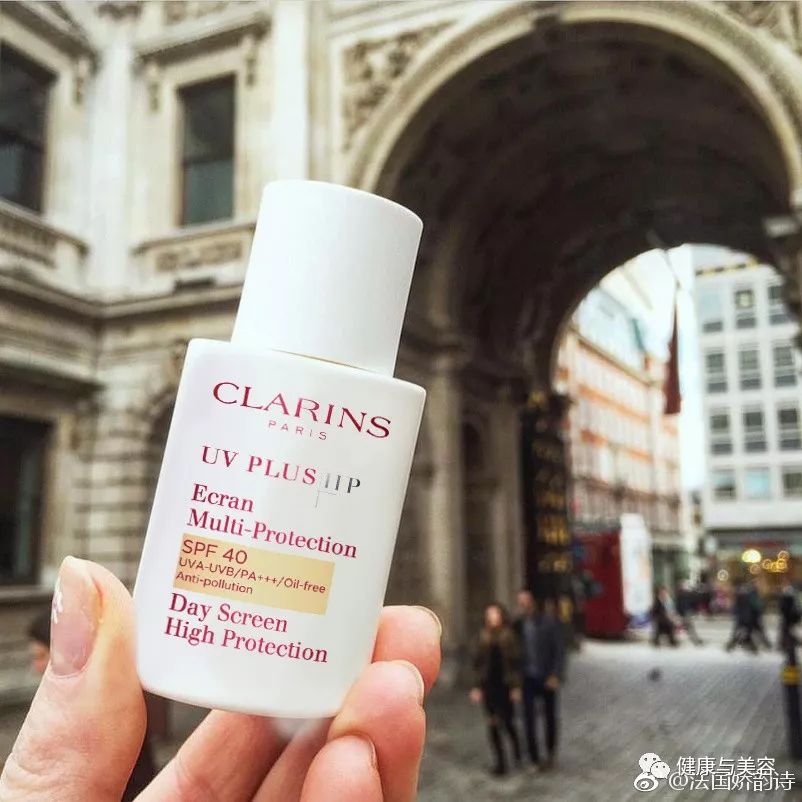 CLARINS
PARIS
UV PLUS HP
Ecran
Multi-Protection
SPF 40
UVA-UVB/PA+++/Oil-free
Anti-pollution
Day Screen
High Protection
健康与美容
@法国娇韵诗